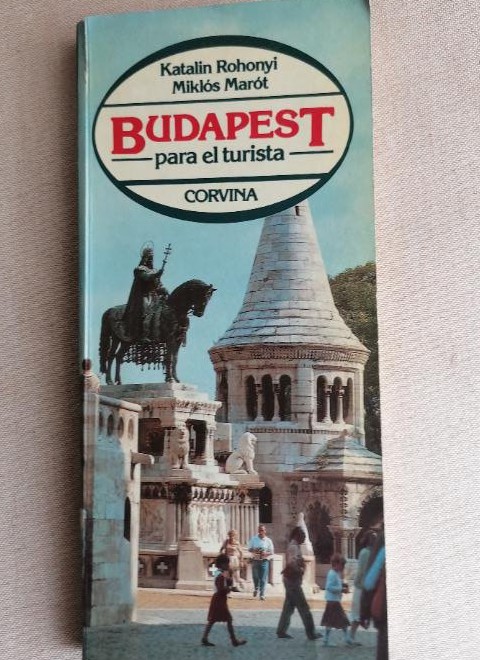 Katalin Rohonyi
Miklós Marót
BUDAPEST
para el turista
CORVINA